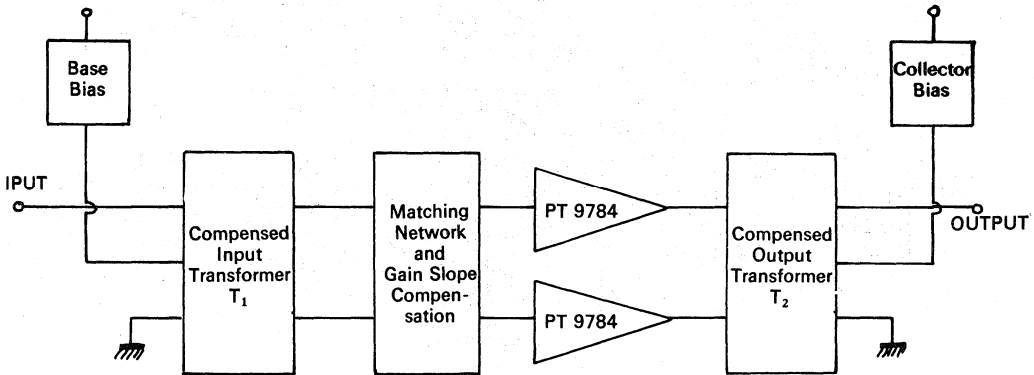 Base
Bias
Collector
Bias
IPUT
Compensed
Input
Transformer
T₁
Matching
Network
and
Gain Slope
Compen-
sation
PT 9784
PT 9784
Compensed
Output
Transformer
T₂
OUTPUT